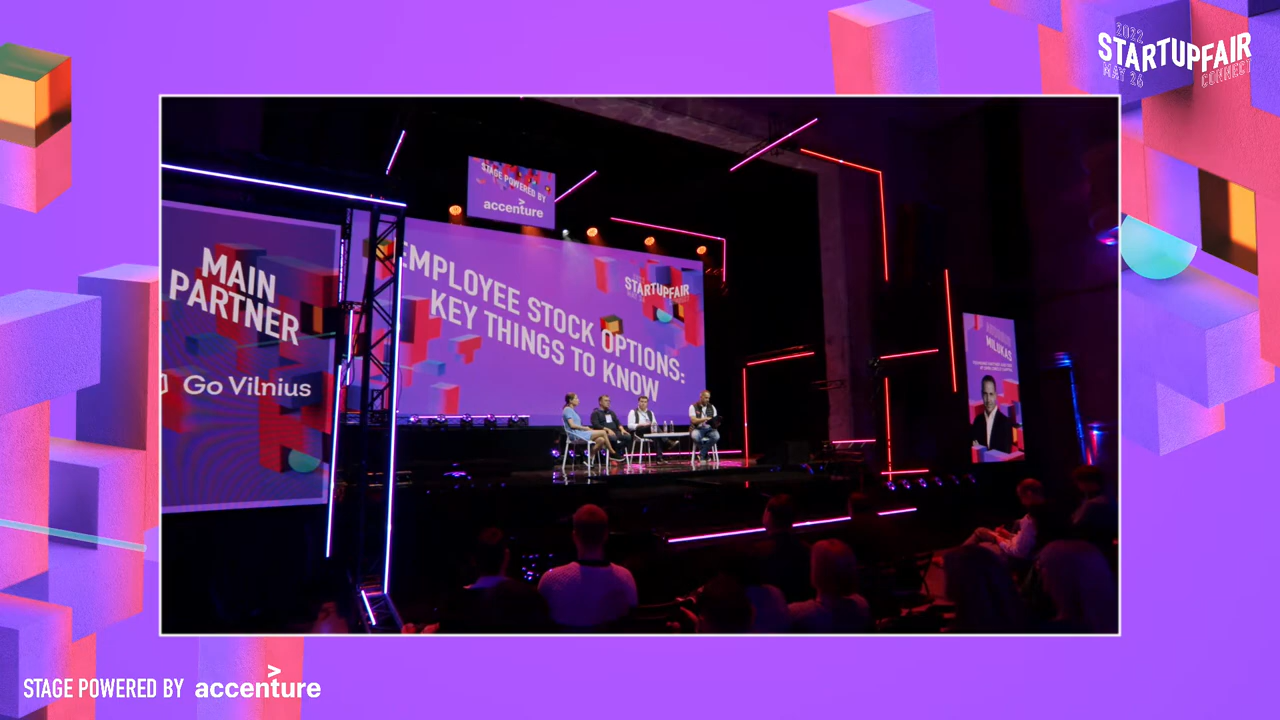 2022
STARTUPFAIR
MAY 26
CONNECT
STAGE POWERED BY
accenture
MAIN
PARTNER
Go Vilnius
EMPLOYEE STOCK OPTIONS:
KEY THINGS TO KNOW
STARTUPFAIR
MILUKAS
STAGE POWERED BY accenture